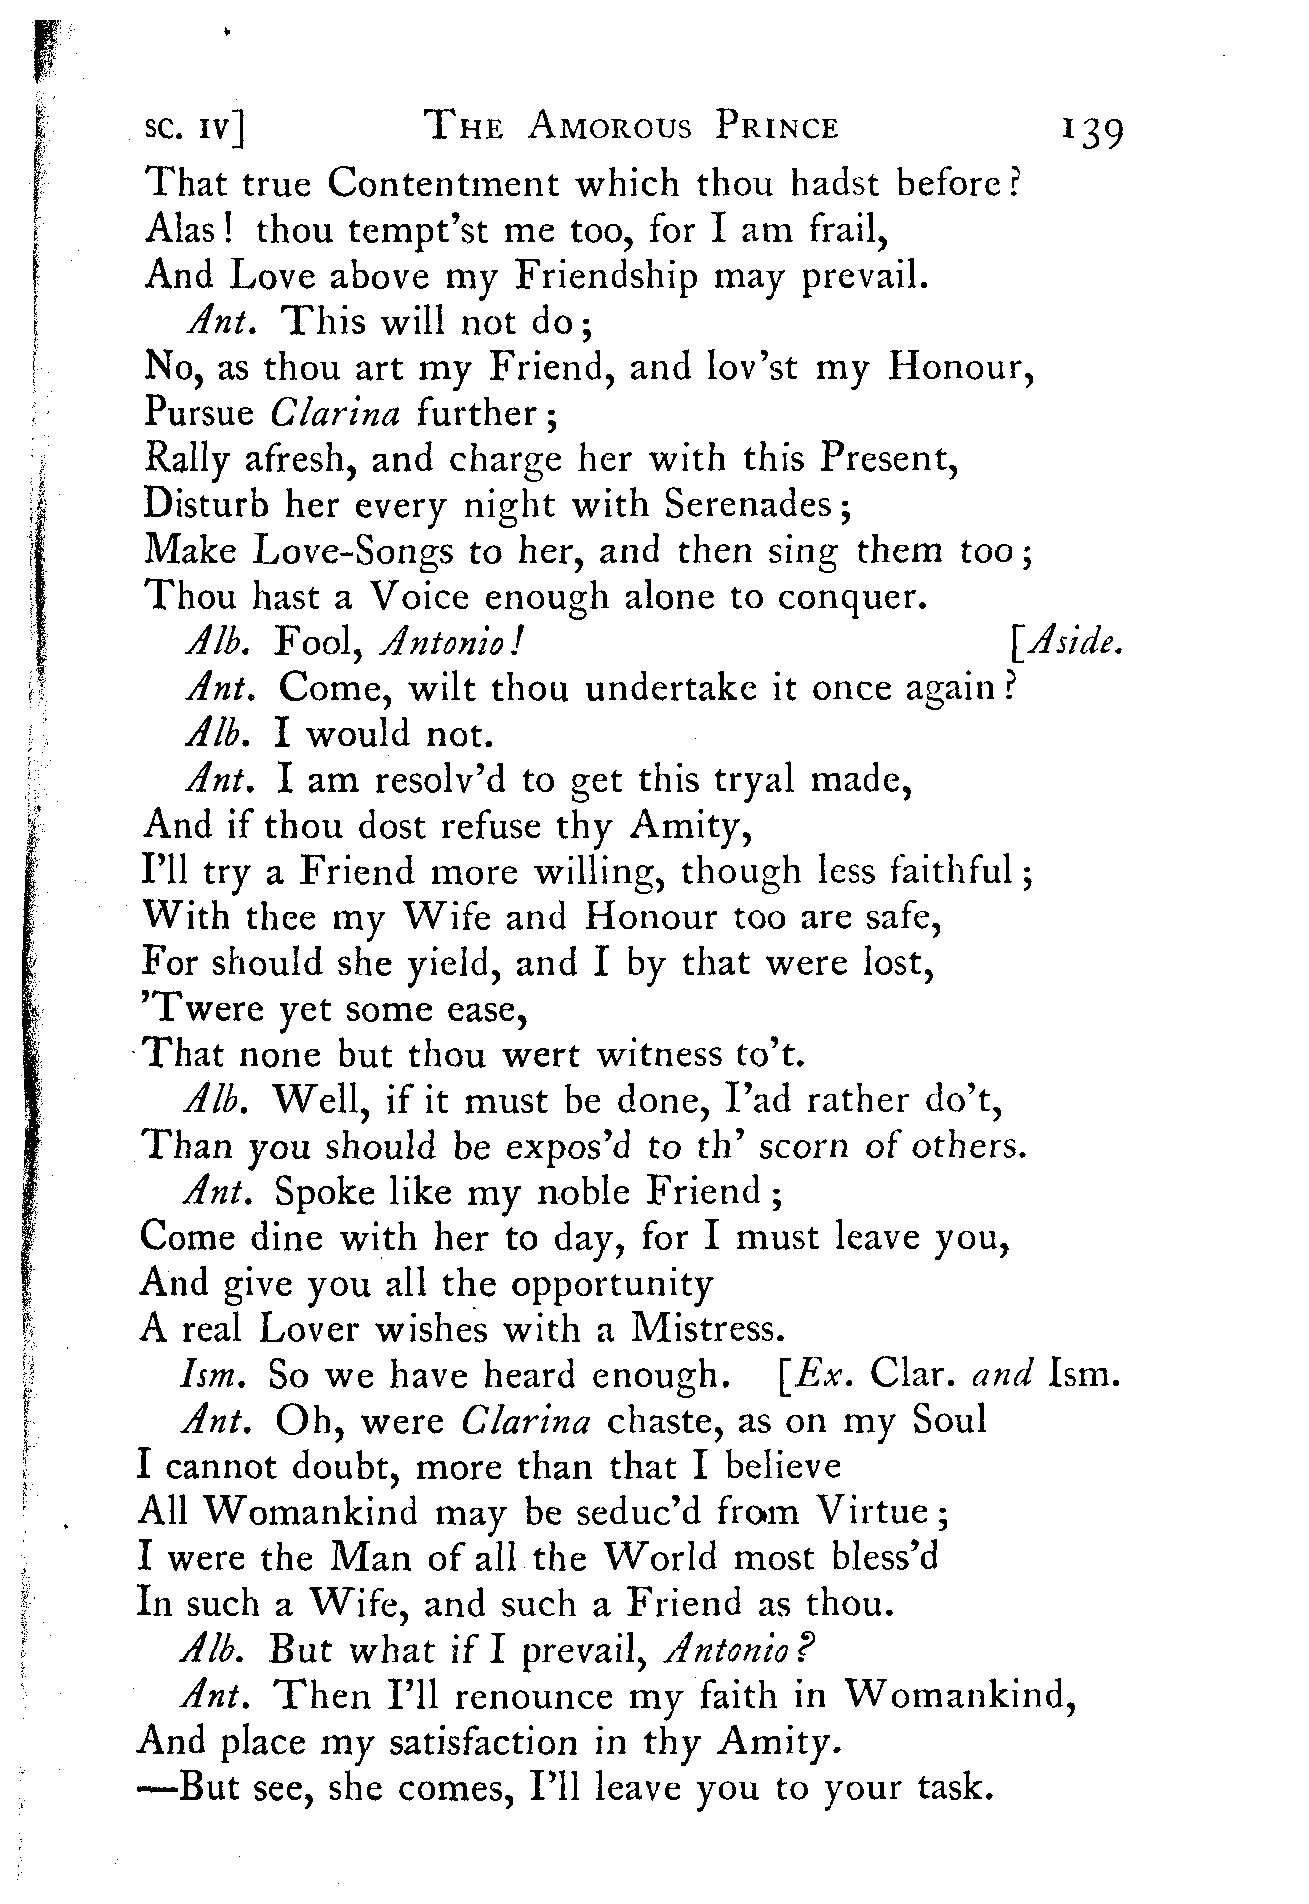 SC. IV] THE AMOROUS PRINCE 139
That true Contentment which thou hadst before?
Alas! thou tempt'st me too, for I am frail,
And Love above my Friendship may prevail.
Ant. This will not do;
No, as thou art my Friend, and lov'st my Honour,
Pursue Clarina further;
Rally afresh, and charge her with this Present,
Disturb her every night with Serenades;
Make Love-Songs to her, and then sing them too;
Thou hast a Voice enough alone to conquer.
Alb. Fool, Antonio! [Aside.
Ant. Come, wilt thou undertake it once again?
Alb. I would not.
Ant. I am resolv'd to get this tryal made,
And if thou dost refuse thy Amity,
I'll try a Friend more willing, though less faithful;
With thee my Wife and Honour too are safe,
For should she yield, and I by that were lost,
'Twere yet some ease,
That none but thou wert witness to't.
Alb. Well, if it must be done, I'ad rather do't,
Than you should be expos'd to th' scorn of others.
Ant. Spoke like my noble Friend;
Come dine with her to day, for I must leave you,
And give you all the opportunity
A real Lover wishes with a Mistress.
Ism. So we have heard enough. [Ex. Clar. and Ism.
Ant. Oh, were Clarina chaste, as on my Soul
I cannot doubt, more than that I believe
All Womankind may be seduc'd from Virtue;
I were the Man of all the World most bless'd
In such a Wife, and such a Friend as thou.
Alb. But what if I prevail, Antonio?
Ant. Then I'll renounce my faith in Womankind,
And place my satisfaction in thy Amity.
—But see, she comes, I'll leave you to your task.